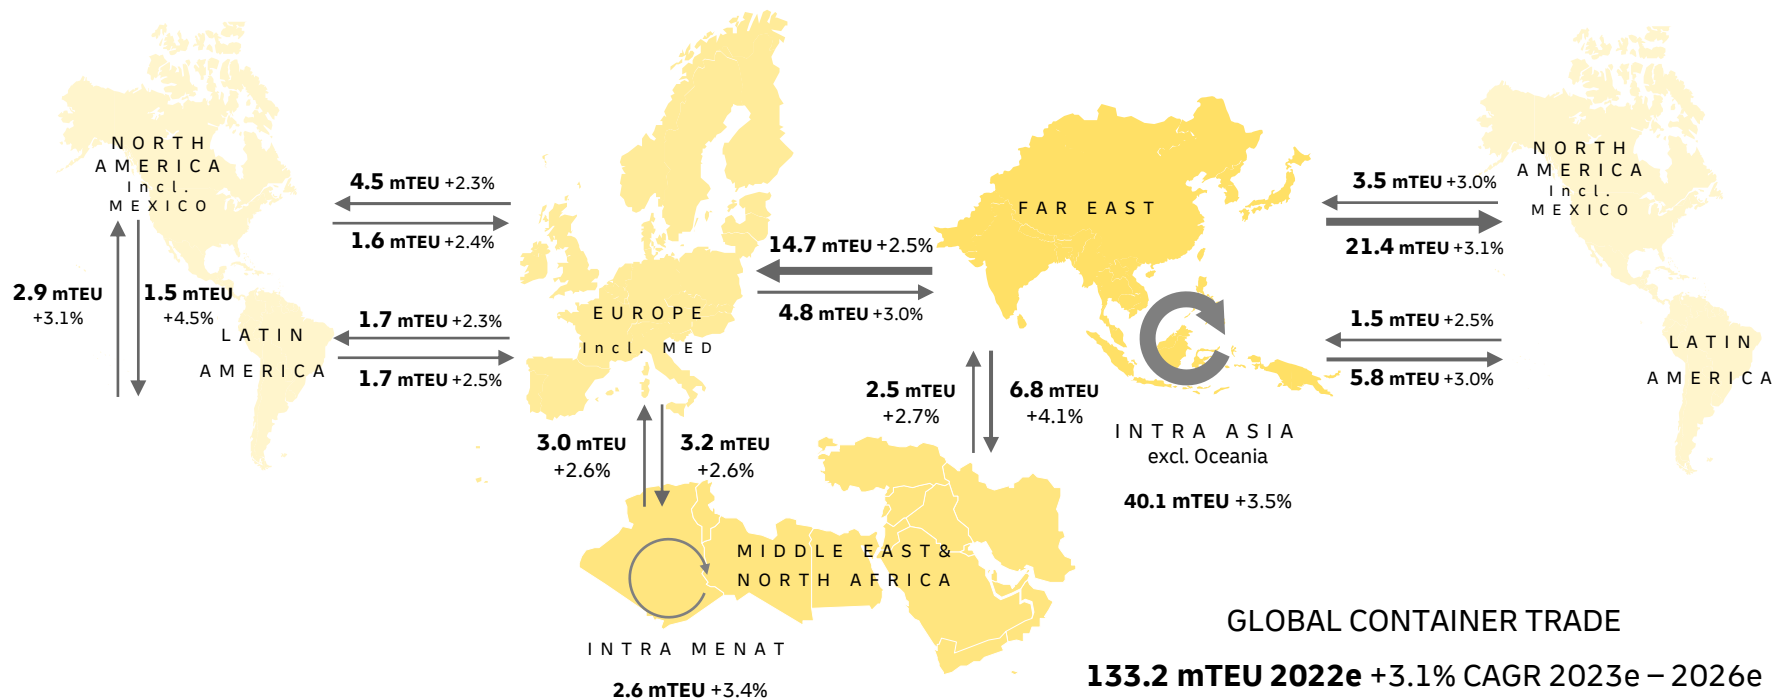 NORTH
AMERICA
Incl.
MEXICO
4.5 mTEU +2.3%
1.6 mTEU +2.4%
2.9 mTEU
+3.1%
1.5 mTEU
+4.5%
LATIN
AMERICA
1.7 mTEU +2.3%
1.7 mTEU +2.5%
EUROPE
Incl. MED
14.7 mTEU +2.5%
4.8 mTEU +3.0%
FAR EAST
3.5 mTEU +3.0%
21.4 mTEU +3.1%
NORTH
AMERICA
Incl.
MEXICO
1.5 mTEU +2.5%
5.8 mTEU +3.0%
LATIN
AMERICA
3.0 mTEU
+2.6%
3.2 mTEU
+2.6%
2.5 mTEU
+2.7%
6.8 mTEU
+4.1%
INTRA ASIA
excl. Oceania
40.1 mTEU +3.5%
MIDDLE EAST&
NORTH AFRICA
INTRA MENAT
2.6 mTEU +3.4%
GLOBAL CONTAINER TRADE
133.2 mTEU 2022e +3.1% CAGR 2023e – 2026e